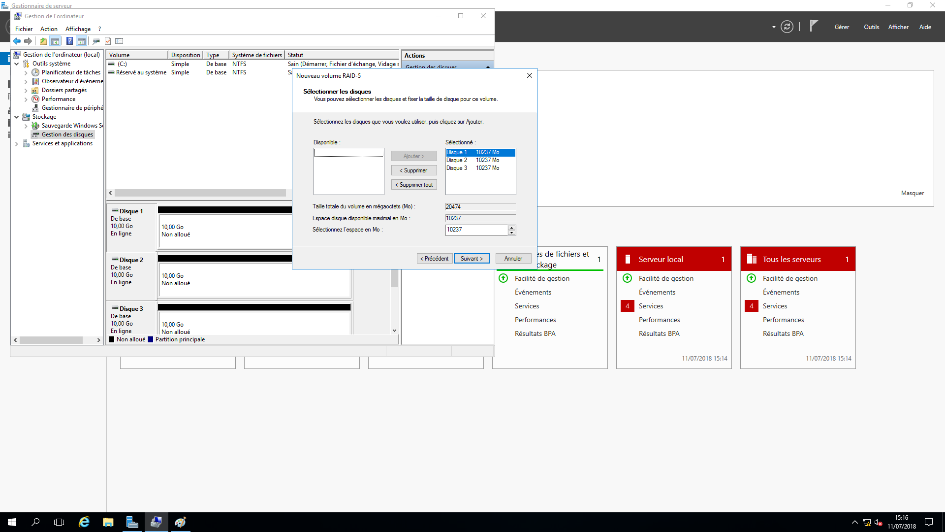 Gestionnaire de serveur
Gestion de l'ordinateur
Gérer Outils Afficher Aide
Fichier Action Affichage ?
Gestion de l'ordinateur (local)
Outils système
Planificateur de tâches
Observateur d'événeme
Dossiers partagés
Performance
Gestionnaire de périphé
Stockage
Sauvegarde Windows Se
Gestion des disques
Services et applications
Volume Disposition Type Système de fichiers Statut
(C:) Simple De base NTFS Sain (Démarrer, Fichier d'échange, Vidage
Réservé au système Simple De base NTFS Sain (S
Actions
Gestion des disques
Nouveau volume RAID-5
Sélectionner les disques
Vous pouvez sélectionner les disques et fixer la taille de disque pour ce volume.
Sélectionnez les disques que vous voulez utiliser, puis cliquez sur Ajouter.
Disponible :
Sélectionné :
Ajouter >
< Supprimer
< Supprimer tout
Disque 1 10237 Mo
Disque 2 10237 Mo
Disque 3 10237 Mo
Taille totale du volume en mégaoctets (Mo) : 20474
Espace disque disponible maximal en Mo : 10237
Sélectionnez l'espace en Mo : 10237
< Précédent Suivant > Annuler
Masquer
Disque 1
De base
10,00 Go
En ligne
10,00 Go
Non alloué
Disque 2
De base
10,00 Go
En ligne
10,00 Go
Non alloué
Disque 3
De base
10,00 Go
En ligne
10,00 Go
Non alloué
Non alloué Partition principale
es de fichiers et
ockage
1
Facilité de gestion
Événements
Services
Performances
Résultats BPA
Serveur local 1
Facilité de gestion
Événements
4 Services
Performances
Résultats BPA
11/07/2018 15:14
Tous les serveurs 1
Facilité de gestion
Événements
4 Services
Performances
Résultats BPA
11/07/2018 15:14
15:16
11/07/2018